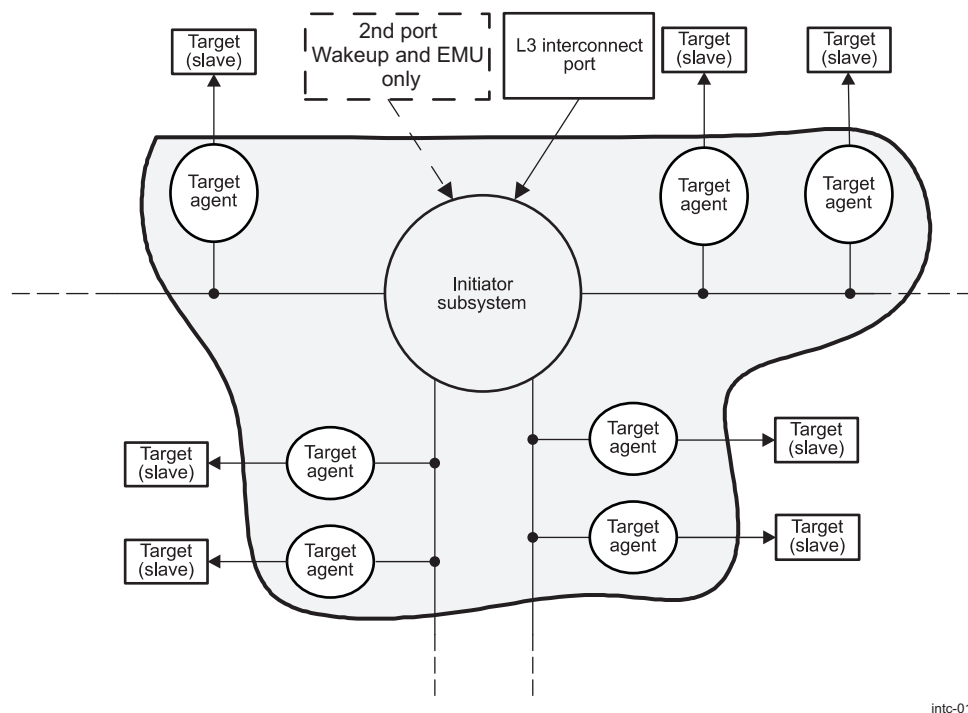 Target
(slave)
2nd port
Wakeup and EMU
only
L3 interconnect
port
Target
(slave)
Target
(slave)
Target
agent
Target
agent
Target
agent
Initiator
subsystem
Target
(slave)
Target
agent
Target
agent
Target
(slave)
Target
(slave)
Target
agent
Target
agent
Target
(slave)